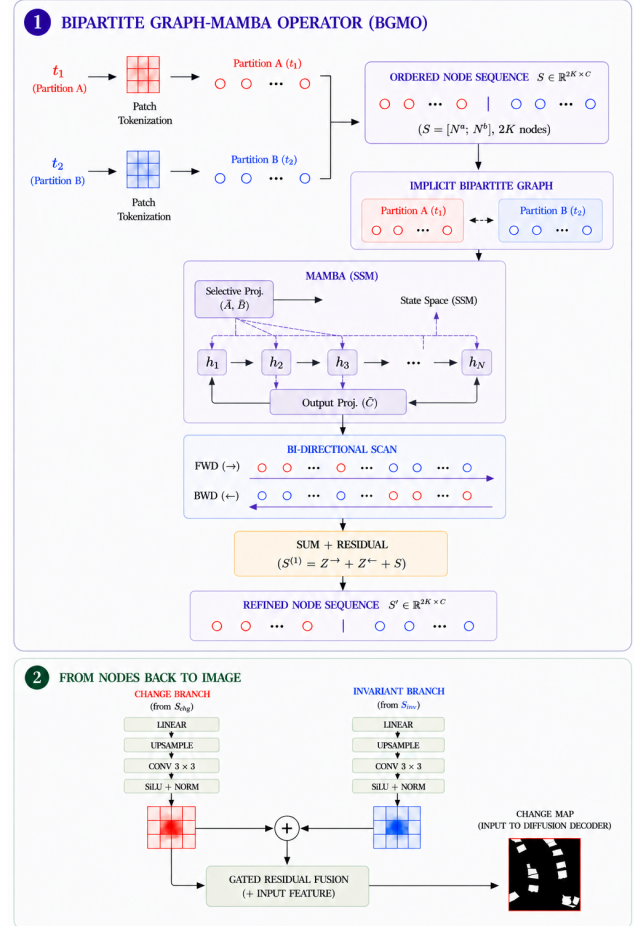 1 BIPARTITE GRAPH-MAMBA OPERATOR (BGMO)
t₁
(Partition A)
Patch
Tokenization
Partition A (t₁)
t₂
(Partition B)
Patch
Tokenization
Partition B (t₂)
ORDERED NODE SEQUENCE S ∈ ℝ^{2K×C}
(S = [Nᵃ; Nᵇ], 2K nodes)
IMPLICIT BIPARTITE GRAPH
Partition A (t₁)
Partition B (t₂)
MAMBA (SSM)
Selective Proj.
(Ã, B̃)
State Space (SSM)
h₁ h₂ h₃ ... h_N
Output Proj. (C̃)
BI-DIRECTIONAL SCAN
FWD (→)
BWD (←)
SUM + RESIDUAL
(S⁽¹⁾ = Z→ + Z← + S)
REFINED NODE SEQUENCE S′ ∈ ℝ^{2K×C}
2 FROM NODES BACK TO IMAGE
CHANGE BRANCH
(from S_chg)
LINEAR
UPSAMPLE
CONV 3 × 3
SiLU + NORM
INVARIANT BRANCH
(from S_inv)
LINEAR
UPSAMPLE
CONV 3 × 3
SiLU + NORM
+
GATED RESIDUAL FUSION
(+ INPUT FEATURE)
CHANGE MAP
(INPUT TO DIFFUSION DECODER)